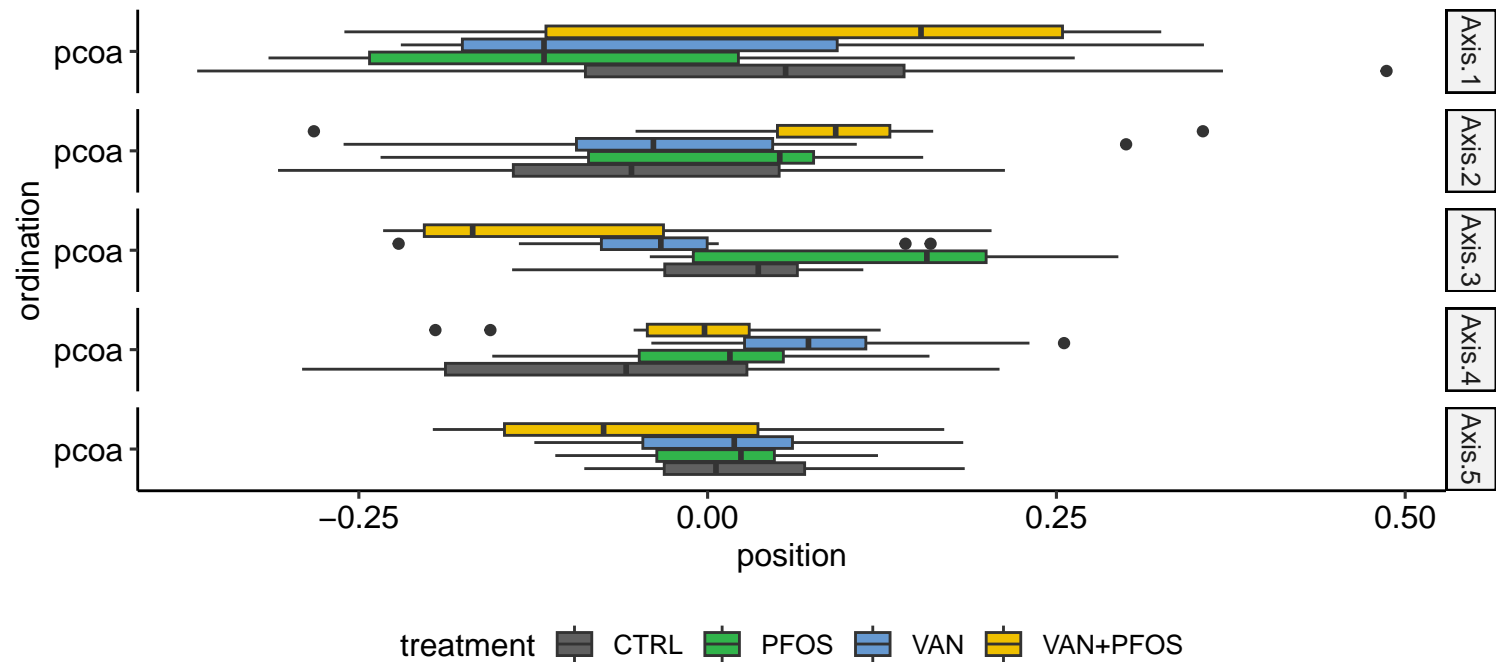 pcoa
Axis.1
pcoa
Axis.2
ordination
pcoa
Axis.3
pcoa
Axis.4
pcoa
Axis.5
−0.25 0.00 0.25 0.50
position
treatment CTRL PFOS VAN VAN+PFOS